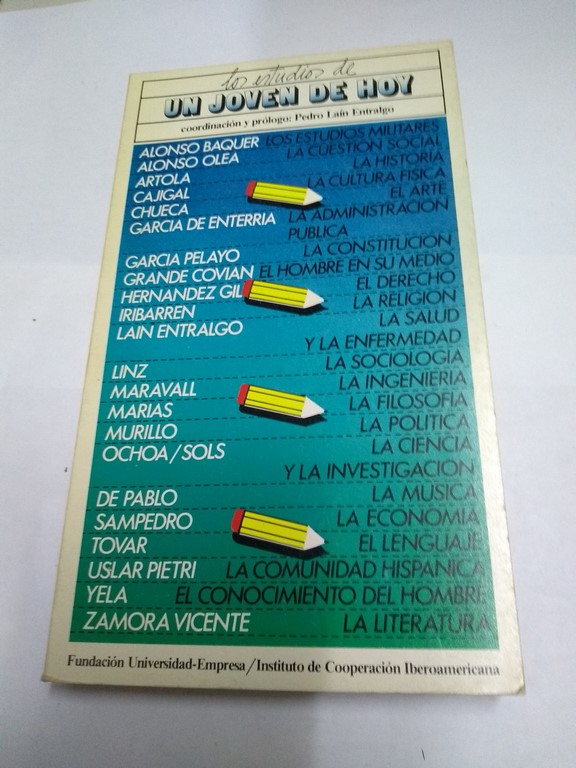 los estudios de
UN JOVEN DE HOY
coordinación y prólogo: Pedro Laín Entralgo
ALONSO BAQUER LOS ESTUDIOS MILITARES
ALONSO OLEA LA CUESTION SOCIAL
ARTOLA LA HISTORIA
CAJIGAL LA CULTURA FISICA
CHUECA EL ARTE
GARCIA DE ENTERRIA LA ADMINISTRACION
PUBLICA
GARCIA PELAYO LA CONSTITUCION
GRANDE COVIAN EL HOMBRE EN SU MEDIO
HERNANDEZ GIL EL DERECHO
IRIBARREN LA RELIGION
LAIN ENTRALGO LA SALUD
Y LA ENFERMEDAD
LINZ LA SOCIOLOGIA
MARAVALL LA INGENIERIA
MARIAS LA FILOSOFIA
MURILLO LA POLITICA
OCHOA/SOLS LA CIENCIA
Y LA INVESTIGACION
DE PABLO LA MUSICA
SAMPEDRO LA ECONOMIA
TOVAR EL LENGUAJE
USLAR PIETRI LA COMUNIDAD HISPANICA
YELA EL CONOCIMIENTO DEL HOMBRE
ZAMORA VICENTE LA LITERATURA
Fundación Universidad-Empresa/Instituto de Cooperación Iberoamericana